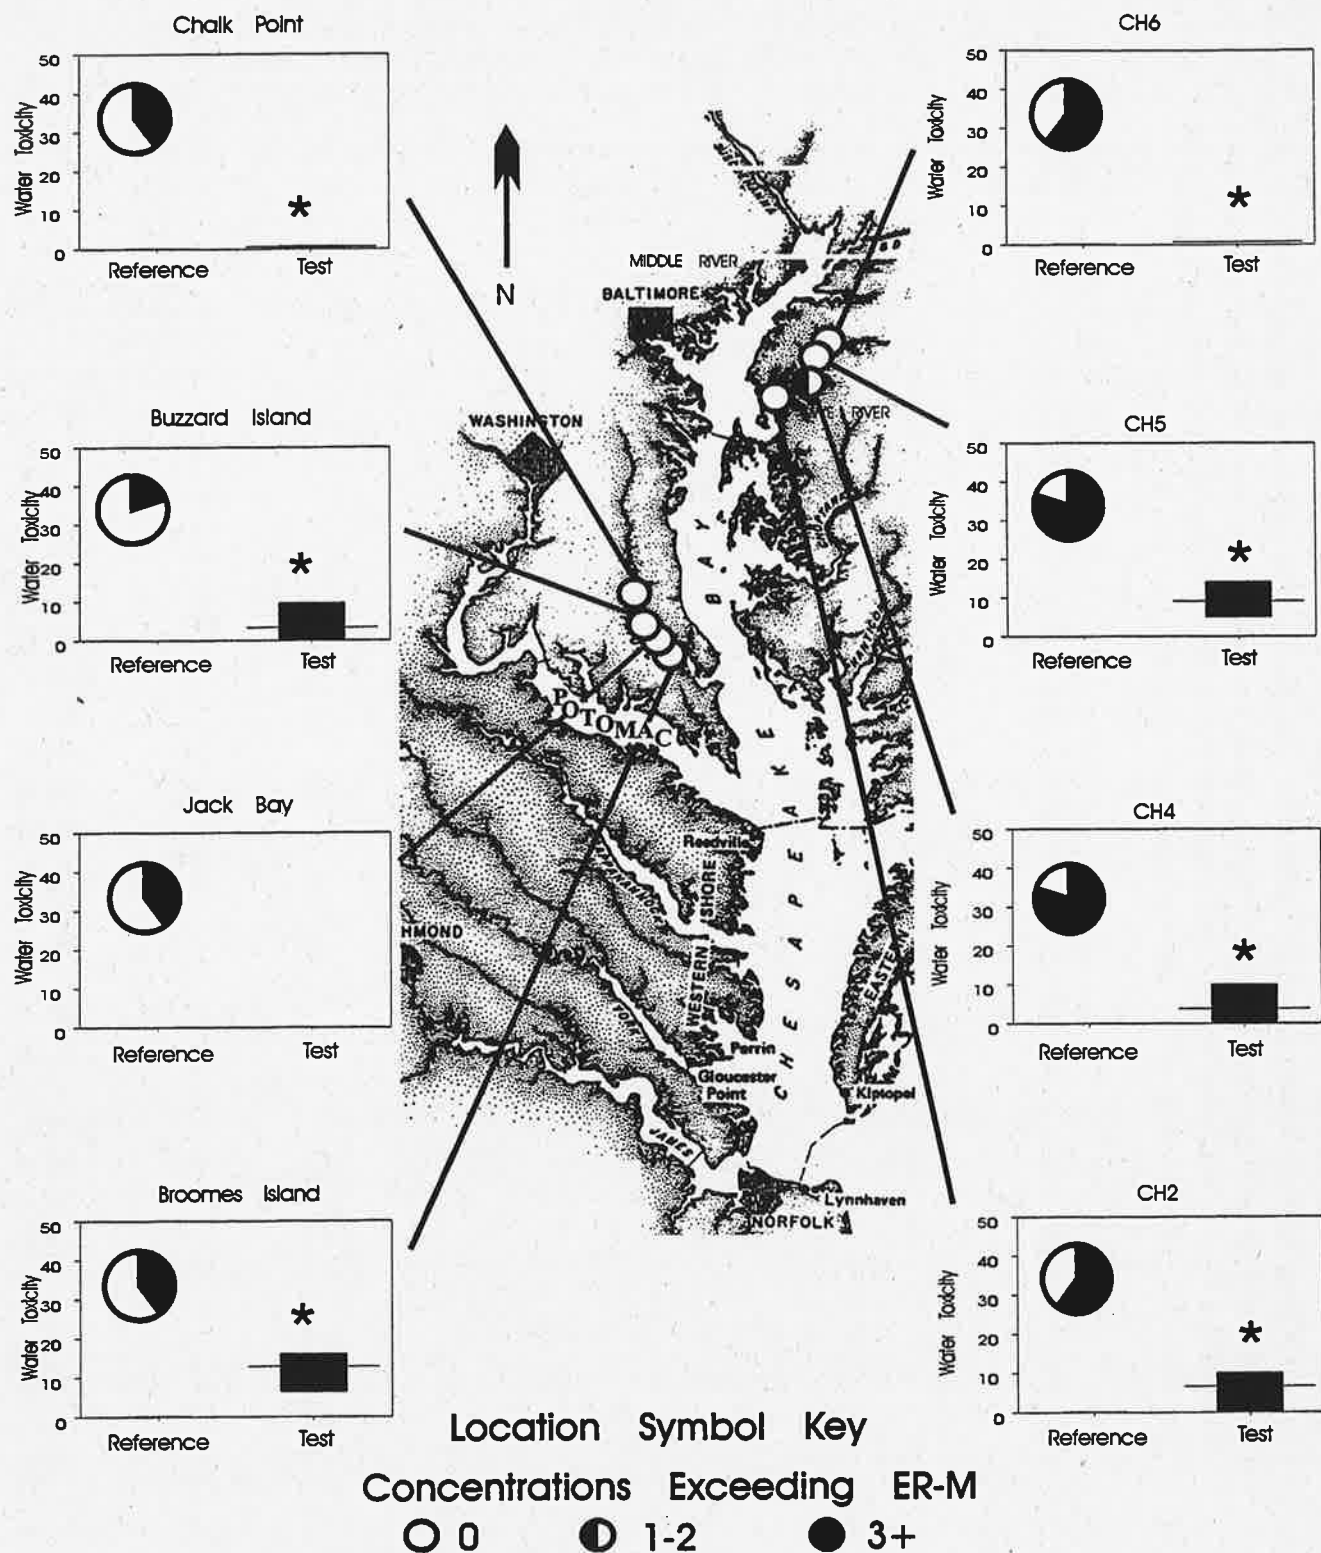 Chalk Point
50
40
30
20
10
0
Water Toxicity
*
Reference Test
CH6
50
40
30
20
10
0
Water Toxicity
*
Reference Test
Buzzard Island
50
40
30
20
10
0
Water Toxicity
*
Reference Test
CH5
50
40
30
20
10
0
Water Toxicity
*
Reference Test
Jack Bay
50
40
30
20
10
0
Water Toxicity
Reference Test
CH4
50
40
30
20
10
0
Water Toxicity
*
Reference Test
Broomes Island
50
40
30
20
10
0
Water Toxicity
*
Reference Test
CH2
50
40
30
20
10
0
Water Toxicity
*
Reference Test
N
MIDDLE RIVER
BALTIMORE
RIVER
WASHINGTON
POTOMAC
CHESAPEAKE BAY
Reedville
WESTERN SHORE
HMOND
YORK
EASTE
Perrin
Gloucester
Point
Kiptopel
JAMES
Lynnhaven
NORFOLK
Location Symbol Key
Concentrations Exceeding ER-M
0 1-2 3+